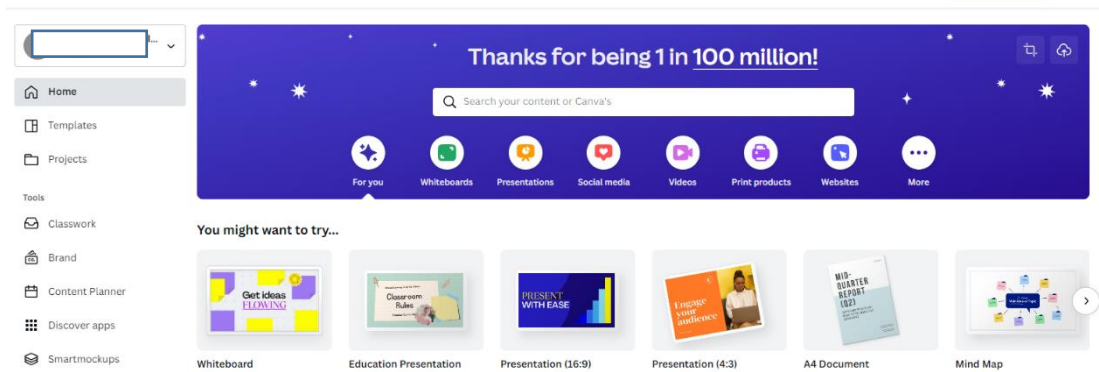 Home
Templates
Projects
Tools
Classwork
Brand
Content Planner
Discover apps
Smartmockups
Thanks for being 1 in 100 million!
Search your content or Canva's
For you
Whiteboards
Presentations
Social media
Videos
Print products
Websites
More
You might want to try...
Get ideas
FLOWING
Classroom
Rules
PRESENT
WITH EASE
Engage
your
audience
MID-
QUARTER
REPORT
(Q2)
Whiteboard
Education Presentation
Presentation (16:9)
Presentation (4:3)
A4 Document
Mind Map